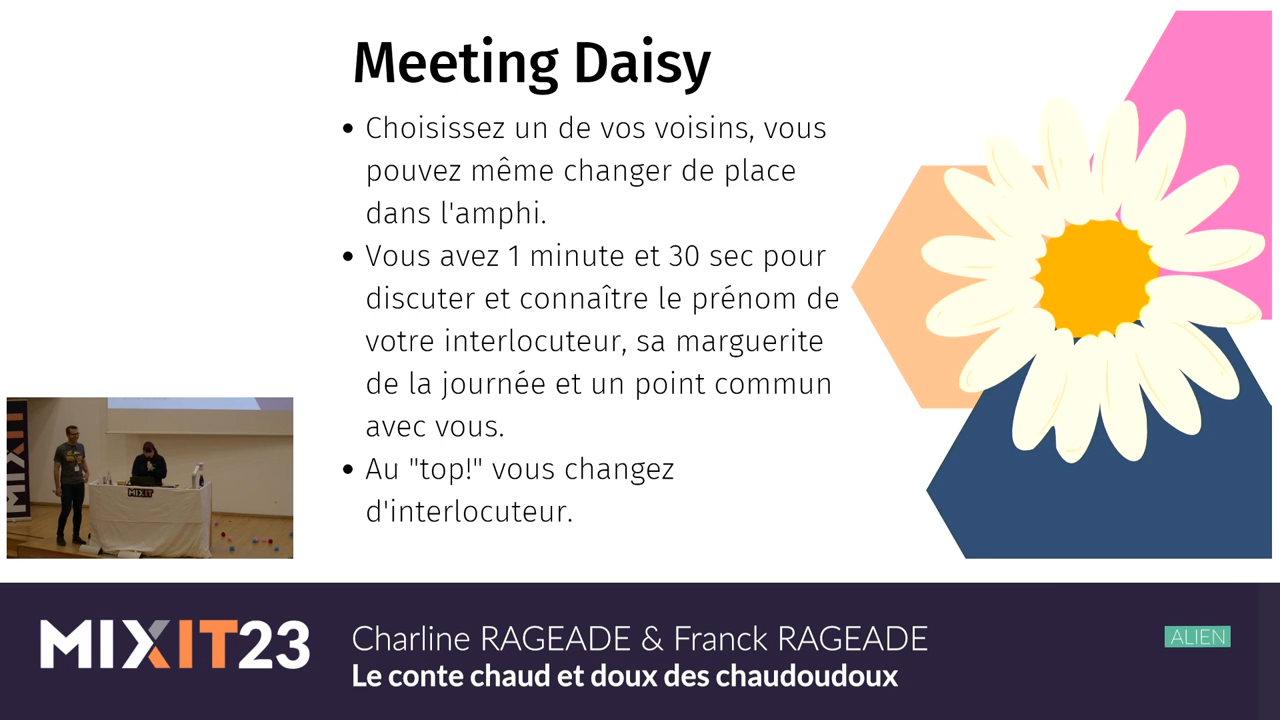 Meeting Daisy
• Choisissez un de vos voisins, vous
pouvez même changer de place
dans l'amphi.
• Vous avez 1 minute et 30 sec pour
discuter et connaître le prénom de
votre interlocuteur, sa marguerite
de la journée et un point commun
avec vous.
• Au "top!" vous changez
d'interlocuteur.
MIXIT
MIXIT
MIXIT23
Charline RAGEADE & Franck RAGEADE
ALIEN
Le conte chaud et doux des chaudoudoux